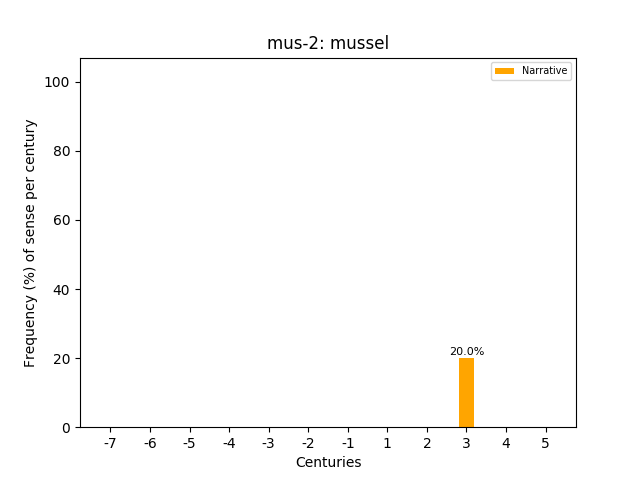 mus-2: mussel
Narrative
Frequency (%) of sense per century
100
80
60
40
20
0
20.0%
-7 -6 -5 -4 -3 -2 -1 1 2 3 4 5
Centuries